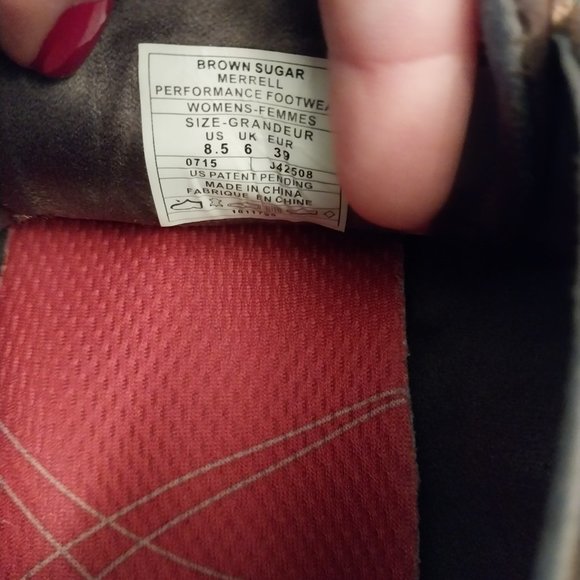 BROWN SUGAR
MERRELL
PERFORMANCE FOOTWEA
WOMENS-FEMMES
SIZE-GRANDEUR
US UK EUR
8.5 6 39
0715 J42508
US PATENT PENDING
MADE IN CHINA
FABRIQUE EN CHINE